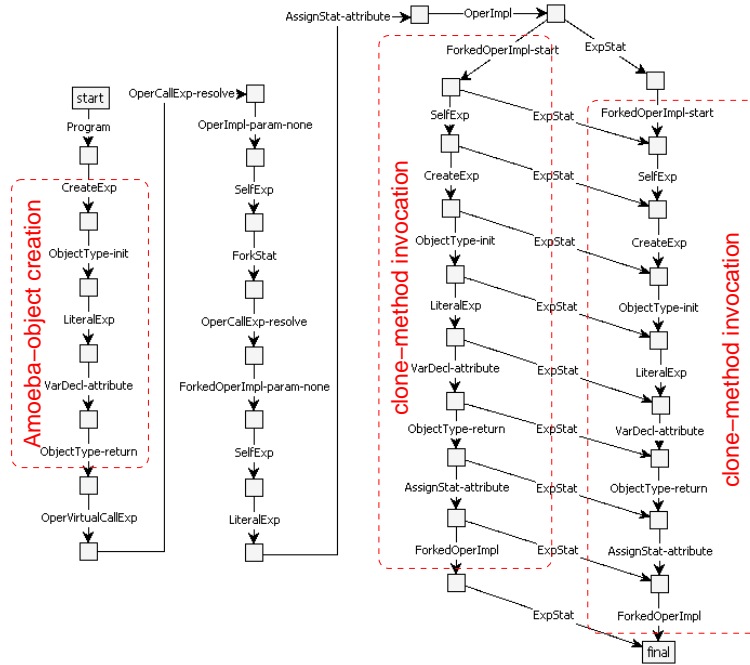 start
Program
CreateExp
ObjectType-init
LiteralExp
VarDecl-attribute
ObjectType-return
OperVirtualCallExp
Amoeba-object creation
OperCallExp-resolve
OperImpl-param-none
SelfExp
ForkStat
OperCallExp-resolve
ForkedOperImpl-param-none
SelfExp
LiteralExp
AssignStat-attribute
OperImpl
ForkedOperImpl-start
SelfExp
CreateExp
ObjectType-init
LiteralExp
VarDecl-attribute
ObjectType-return
AssignStat-attribute
ForkedOperImpl
clone-method invocation
ExpStat
ExpStat
ExpStat
ExpStat
ExpStat
ExpStat
ExpStat
ExpStat
ExpStat
ExpStat
ForkedOperImpl-start
SelfExp
CreateExp
ObjectType-init
LiteralExp
VarDecl-attribute
ObjectType-return
AssignStat-attribute
ForkedOperImpl
final
clone-method invocation